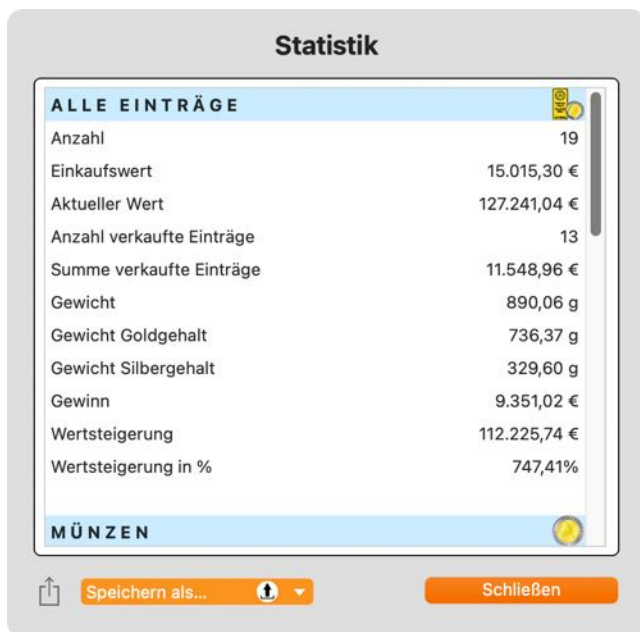 Statistik
ALLE EINTRÄGE
Anzahl 19
Einkaufswert 15.015,30 €
Aktueller Wert 127.241,04 €
Anzahl verkaufte Einträge 13
Summe verkaufte Einträge 11.548,96 €
Gewicht 890,06 g
Gewicht Goldgehalt 736,37 g
Gewicht Silbergehalt 329,60 g
Gewinn 9.351,02 €
Wertsteigerung 112.225,74 €
Wertsteigerung in % 747,41%
MÜNZEN
Speichern als... Schließen